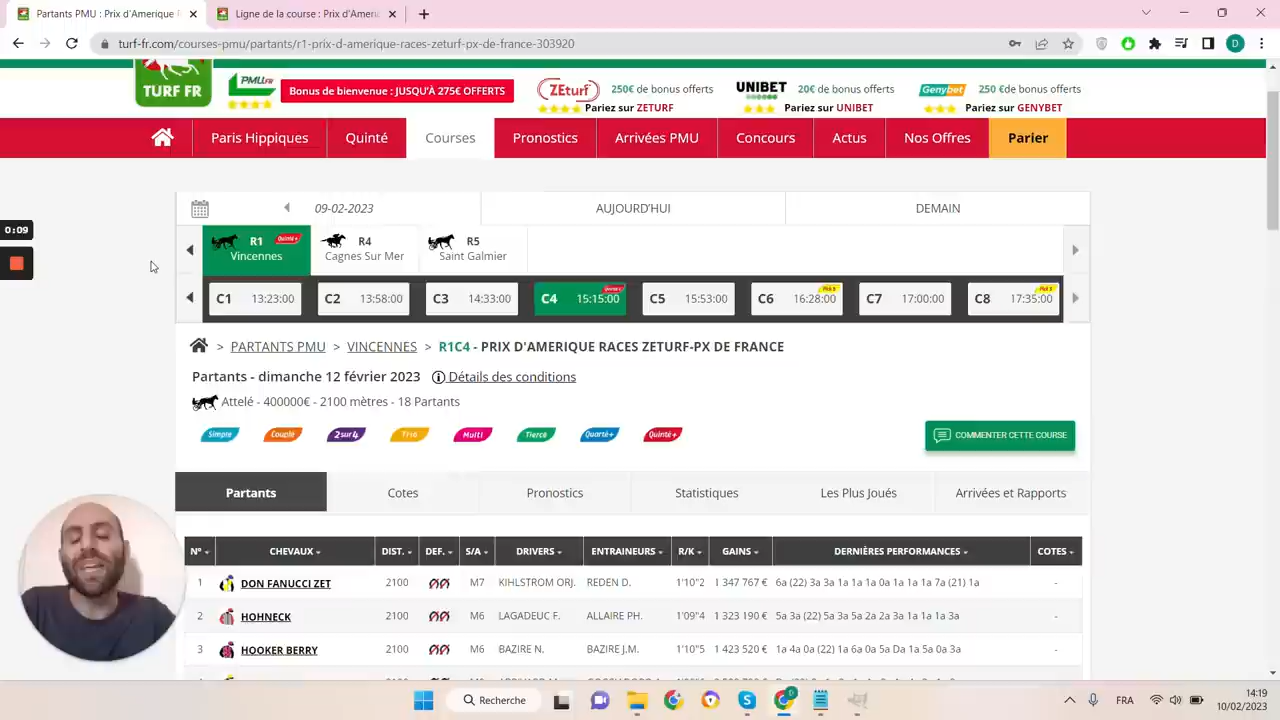 Partants PMU : Prix d'Ameriqu
Ligne de turf : Prix d'Ameriqu
turf-fr.com/courses-pmu/partants/r1-prix-d-amerique-races-zeturf-px-de-france-303920
D
TURF FR
PMU.FR
Bonus de bienvenue : JUSQU'À 275€ OFFERTS
ZEturf
250€ de bonus offerts
Pariez sur ZETURF
UNIBET
20€ de bonus offerts
Pariez sur UNIBET
Genybet
250 €de bonus offerts
Pariez sur GENYBET
Paris Hippiques
Quinté
Courses
Pronostics
Arrivées PMU
Concours
Actus
Nos Offres
Parier
09-02-2023
AUJOURD'HUI
DEMAIN
0:09
R1 Quinté+
Vincennes
R4
Cagnes Sur Mer
R5
Saint Galmier
C1 13:23:00
C2 13:58:00
C3 14:33:00
C4 15:15:00
C5 15:53:00
C6 16:28:00
C7 17:00:00
C8 17:35:00
> PARTANTS PMU > VINCENNES > R1C4 - PRIX D'AMERIQUE RACES ZETURF-PX DE FRANCE
Partants - dimanche 12 février 2023 Détails des conditions
Attelé - 400000€ - 2100 mètres - 18 Partants
Simple
Couplé
2sur4
Trio
Multi
Tiercé
Quarté+
Quinté+
COMMENTER CETTE COURSE
Partants
Cotes
Pronostics
Statistiques
Les Plus Joués
Arrivées et Rapports
N° CHEVAUX DIST. DEF. S/A DRIVERS ENTRAINEURS R/K GAINS DERNIÈRES PERFORMANCES COTES
1 DON FANUCCI ZET 2100 M7 KIHLSTROM ORJ. REDEN D. 1'10"2 1 347 767 € 6a (22) 3a 3a 1a 1a 1a 0a 1a 1a 1a 7a (21) 1a -
2 HOHNECK 2100 M6 LAGADEUC F. ALLAIRE PH. 1'09"4 1 323 190 € 5a 3a (22) 5a 3a 5a 2a 2a 3a 1a 1a 1a 3a -
3 HOOKER BERRY 2100 M6 BAZIRE N. BAZIRE J.M. 1'10"5 1 423 520 € 1a 4a 0a (22) 1a 6a 0a 5a Da 1a 5a 0a 3a -
Recherche
FRA
14:19
10/02/2023